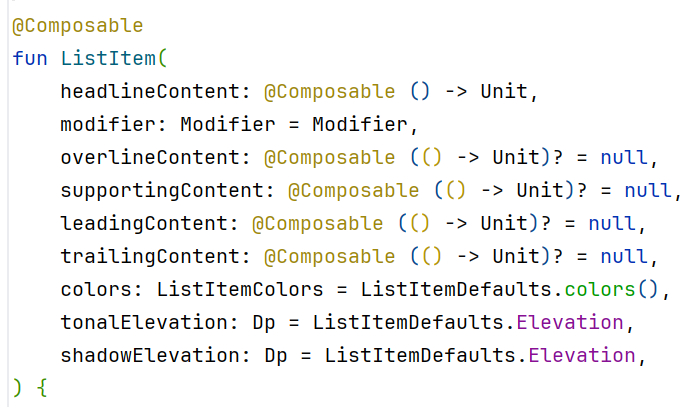 @Composable
fun ListItem(
    headlineContent: @Composable () -> Unit,
    modifier: Modifier = Modifier,
    overlineContent: @Composable (() -> Unit)? = null,
    supportingContent: @Composable (() -> Unit)? = null,
    leadingContent: @Composable (() -> Unit)? = null,
    trailingContent: @Composable (() -> Unit)? = null,
    colors: ListItemColors = ListItemDefaults.colors(),
    tonalElevation: Dp = ListItemDefaults.Elevation,
    shadowElevation: Dp = ListItemDefaults.Elevation,
) {